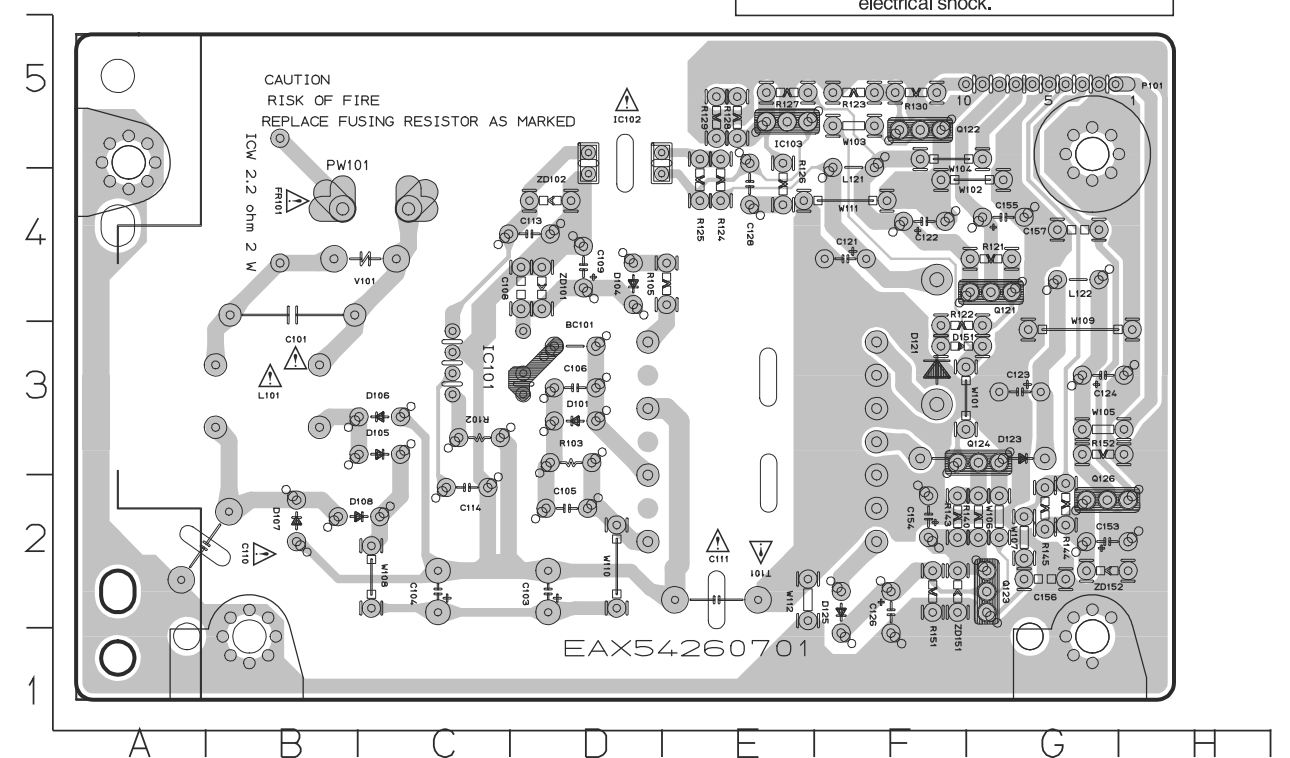 electrical shock.
5
CAUTION
RISK OF FIRE
REPLACE FUSING RESISTOR AS MARKED
ICW 2.2 ohm 2 W
IC102
R129
R128
R127
R123
R130
10
5
1
P101
Q122
IC103
W103
W104
PW101
FR101
ZD102
R126
L121
W102
4
C113
R125
R124
C128
W111
C122
C155
C157
V101
C108
ZD101
C109
D104
R105
C121
R121
L122
Q121
C101
BC101
R122
D151
D121
W109
3
L101
IC101
C106
W101
C123
C124
D106
D101
D105
R102
R103
W105
Q124
D123
R152
C114
C105
Q126
2
D107
D108
C110
C154
R143
R140
W106
W107
R145
R144
C153
W108
C104
C103
W110
C111
T101
W112
D125
C126
R151
ZD151
Q123
C156
ZD152
EAX54260701
1
A B C D E F G H